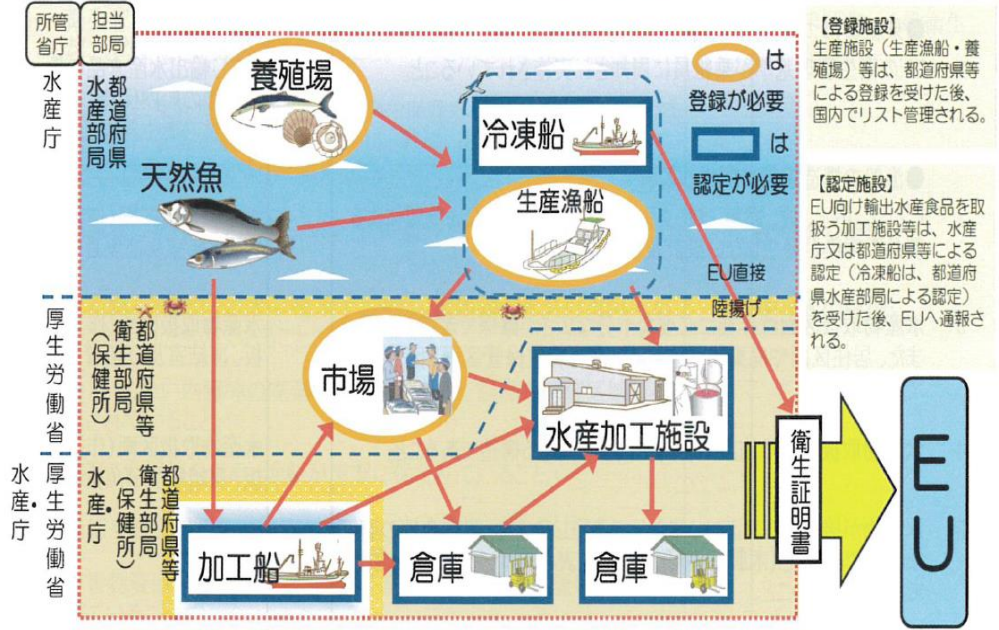 所管
省庁
担当
部局
水産庁
都道府県
水産部局
養殖場
天然魚
冷凍船
生産漁船
EU直接
陸揚げ
は
登録が必要
は
認定が必要
【登録施設】
生産施設（生産漁船・養
殖場）等は、都道府県等
による登録を受けた後、
国内でリスト管理される。
【認定施設】
EU向け輸出水産食品を取
扱う加工施設等は、水産
庁又は都道府県等による
認定（冷凍船は、都道府
県水産部局による認定）
を受けた後、EUへ通報さ
れる。
厚生労働省
都道府県等
衛生部局
（保健所）
市場
水産加工施設
厚生労働省・
水産庁
都道府県等
衛生部局
（保健所）・
水産庁
加工船
倉庫
倉庫
衛生証明書
EU